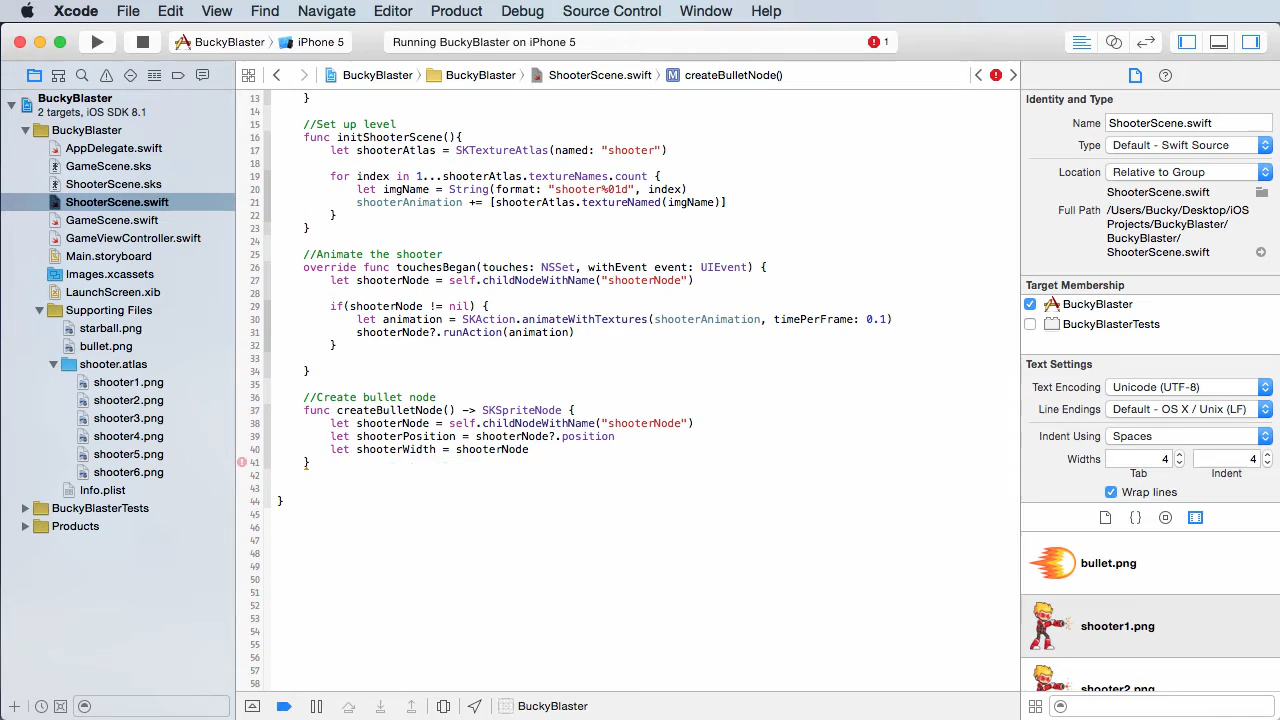 Xcode File Edit View Find Navigate Editor Product Debug Source Control Window Help
BuckyBlaster iPhone 5 Running BuckyBlaster on iPhone 5 1
BuckyBlaster BuckyBlaster ShooterScene.swift M createBulletNode()
BuckyBlaster
2 targets, iOS SDK 8.1
BuckyBlaster
AppDelegate.swift
GameScene.sks
ShooterScene.sks
ShooterScene.swift
GameScene.swift
GameViewController.swift
Main.storyboard
Images.xcassets
LaunchScreen.xib
Supporting Files
starball.png
bullet.png
shooter.atlas
shooter1.png
shooter2.png
shooter3.png
shooter4.png
shooter5.png
shooter6.png
Info.plist
BuckyBlasterTests
Products
13 }
14
15 //Set up level
16 func initShooterScene(){
17 let shooterAtlas = SKTextureAtlas(named: "shooter")
18
19 for index in 1...shooterAtlas.textureNames.count {
20 let imgName = String(format: "shooter%01d", index)
21 shooterAnimation += [shooterAtlas.textureNamed(imgName)]
22 }
23 }
24
25 //Animate the shooter
26 override func touchesBegan(touches: NSSet, withEvent event: UIEvent) {
27 let shooterNode = self.childNodeWithName("shooterNode")
28
29 if(shooterNode != nil) {
30 let animation = SKAction.animateWithTextures(shooterAnimation, timePerFrame: 0.1)
31 shooterNode?.runAction(animation)
32 }
33
34 }
35
36 //Create bullet node
37 func createBulletNode() -> SKSpriteNode {
38 let shooterNode = self.childNodeWithName("shooterNode")
39 let shooterPosition = shooterNode?.position
40 let shooterWidth = shooterNode
41 }
42
43
44 }
45
46
47
48
49
50
51
52
53
54
55
56
57
58
BuckyBlaster
Identity and Type
Name ShooterScene.swift
Type Default - Swift Source
Location Relative to Group
ShooterScene.swift
Full Path /Users/Bucky/Desktop/iOS
Projects/BuckyBlaster/
BuckyBlaster/
ShooterScene.swift
Target Membership
BuckyBlaster
BuckyBlasterTests
Text Settings
Text Encoding Unicode (UTF-8)
Line Endings Default - OS X / Unix (LF)
Indent Using Spaces
Widths 4 4
Tab Indent
Wrap lines
{ }
bullet.png
shooter1.png
shooter2.png